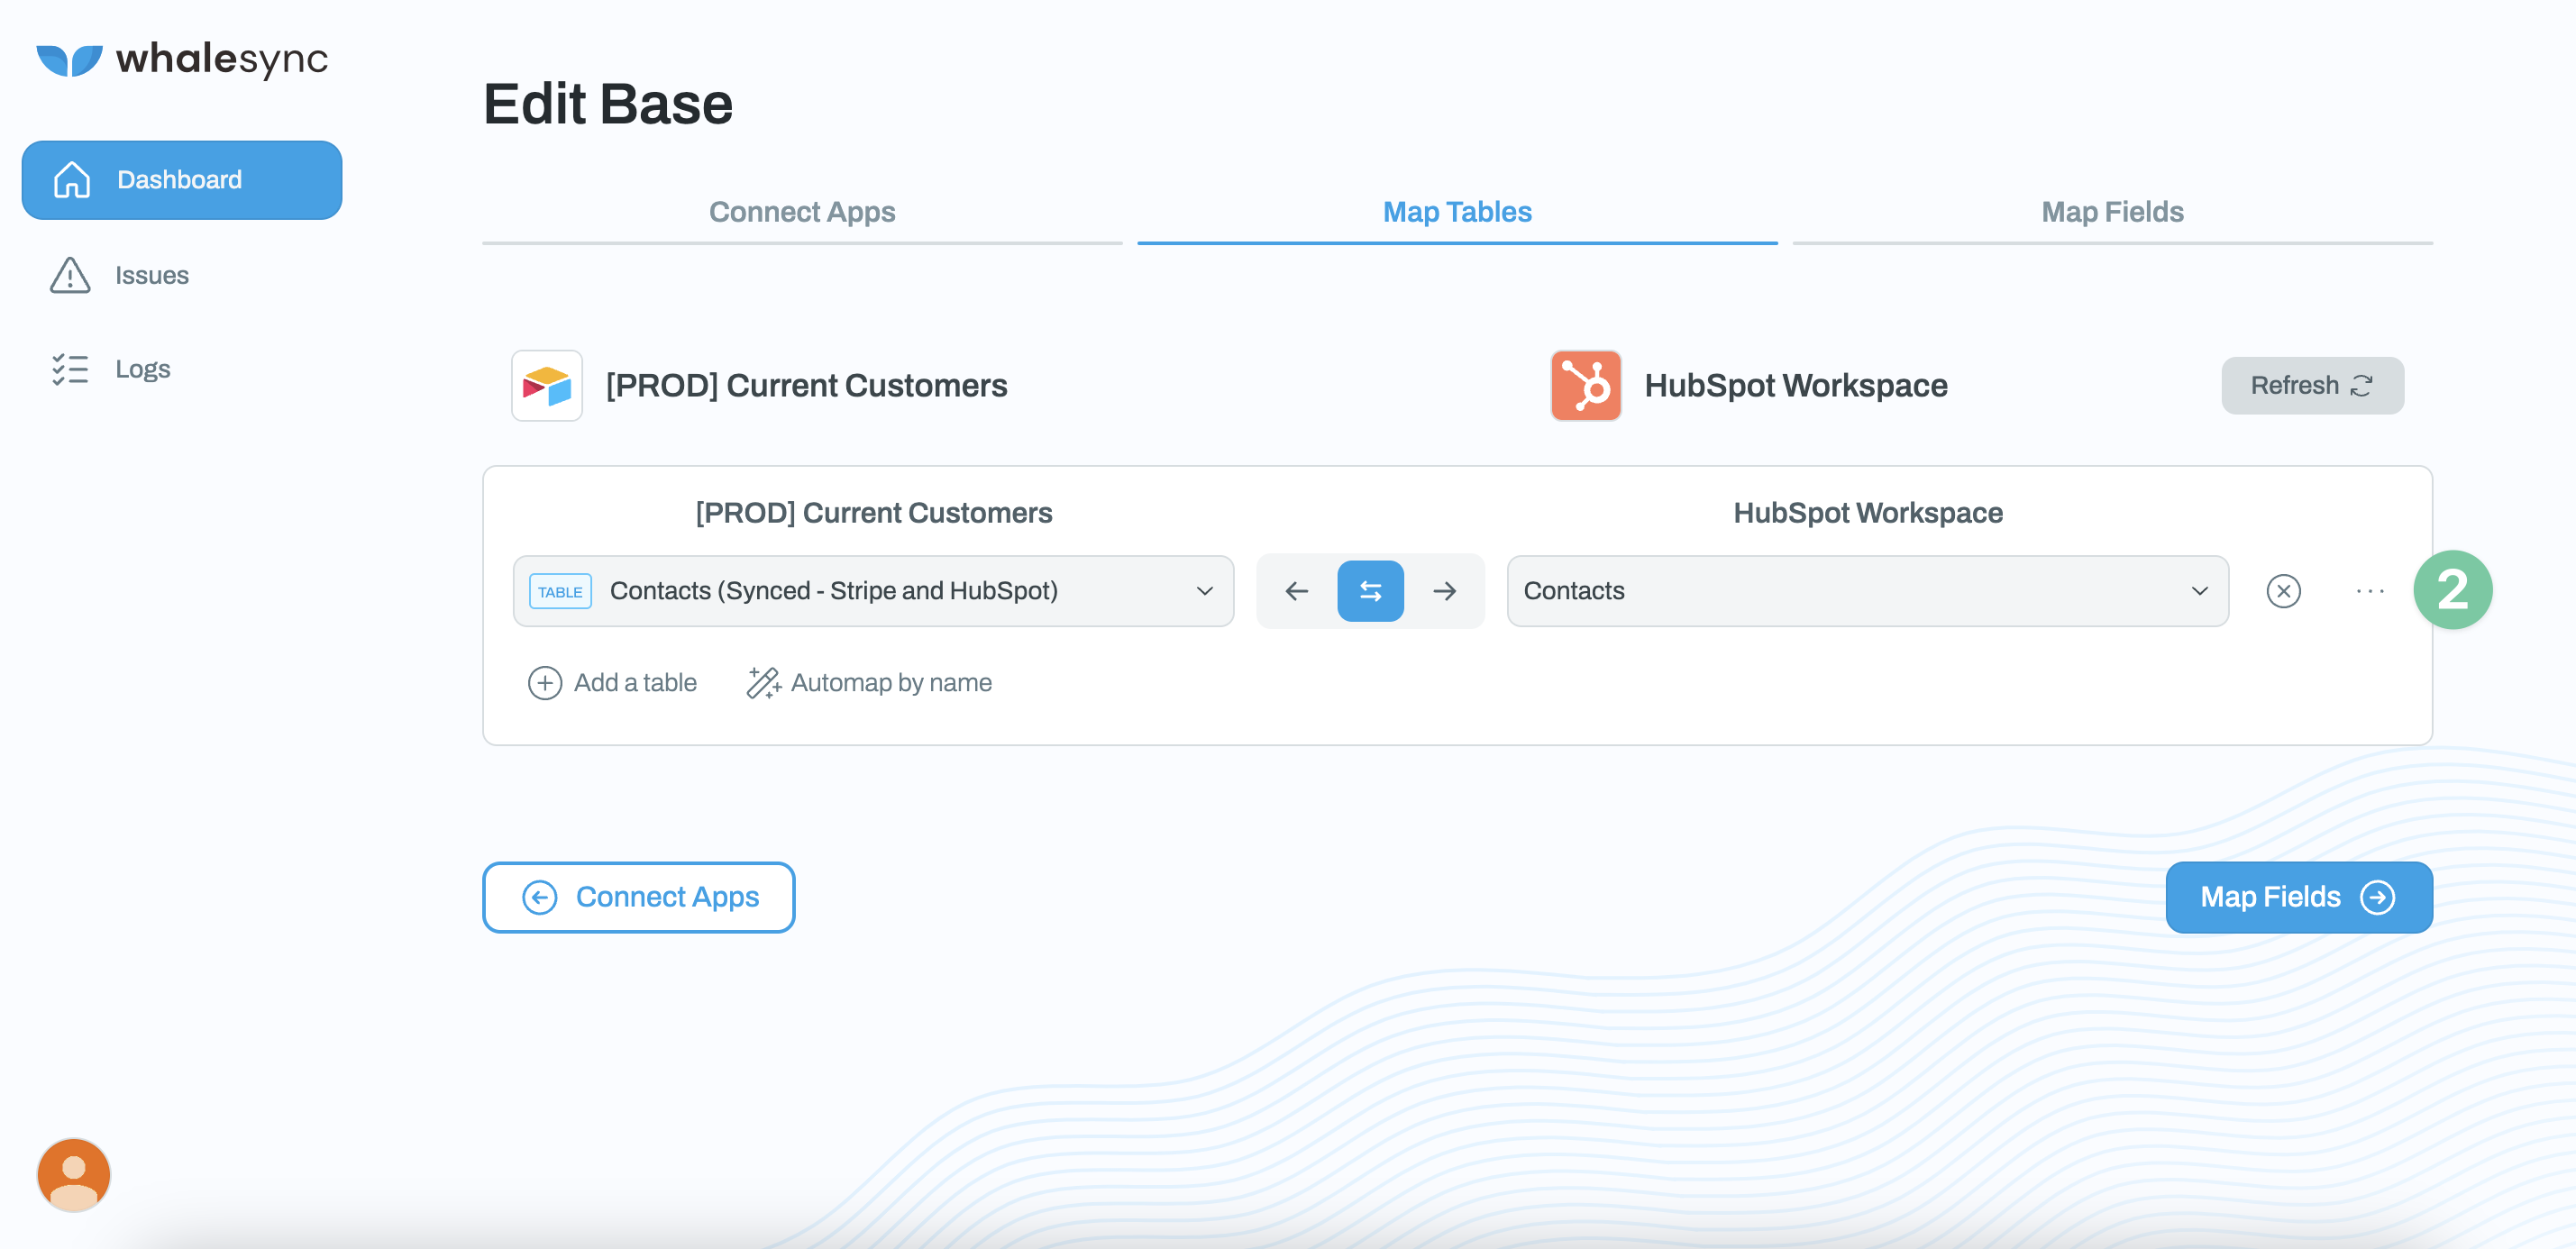 whalesync
Edit Base
Dashboard
Issues
Logs
Connect Apps
Map Tables
Map Fields
[PROD] Current Customers
HubSpot Workspace
Refresh
[PROD] Current Customers
HubSpot Workspace
TABLE Contacts (Synced - Stripe and HubSpot)
Contacts
2
Add a table
Automap by name
Connect Apps
Map Fields